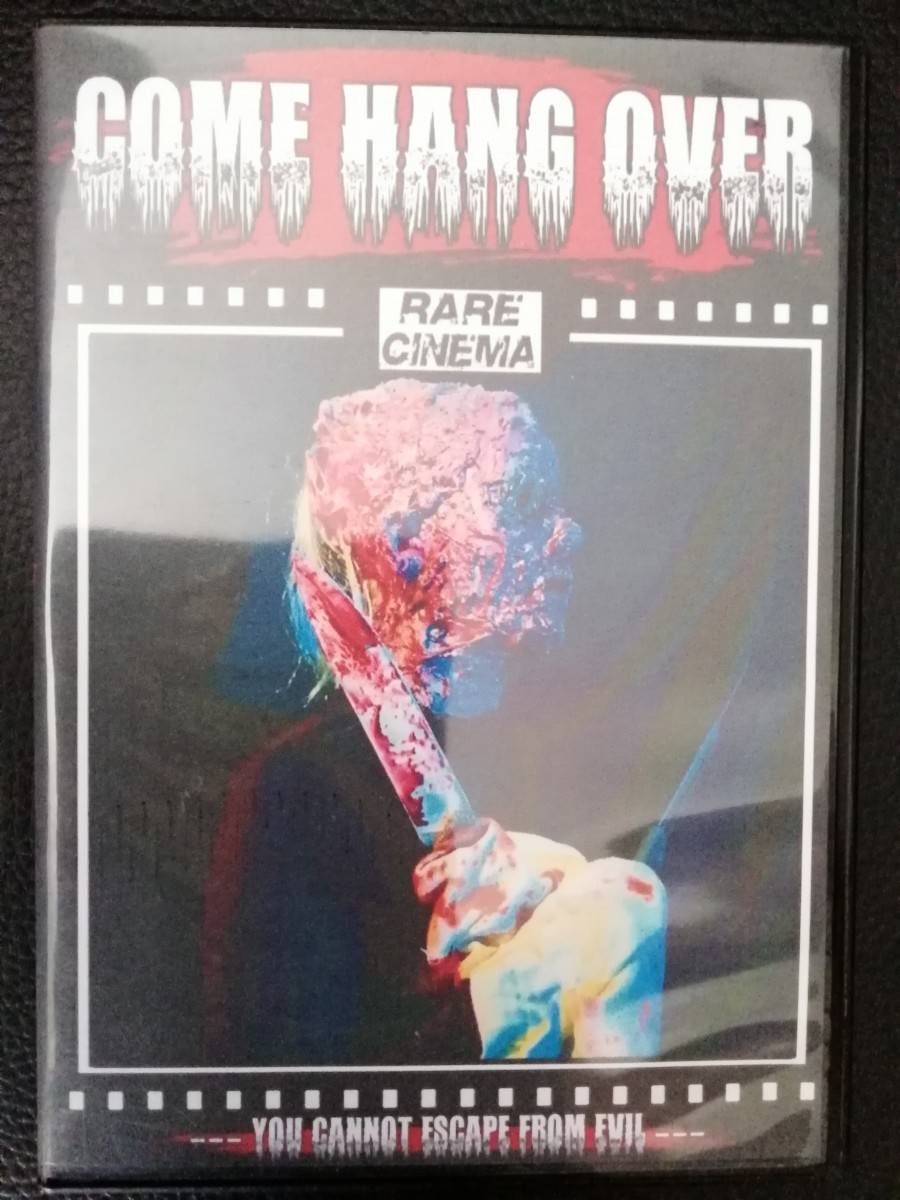 COME HANG OVER
RARE
CINEMA
--- YOU CANNOT ESCAPE FROM EVIL ---